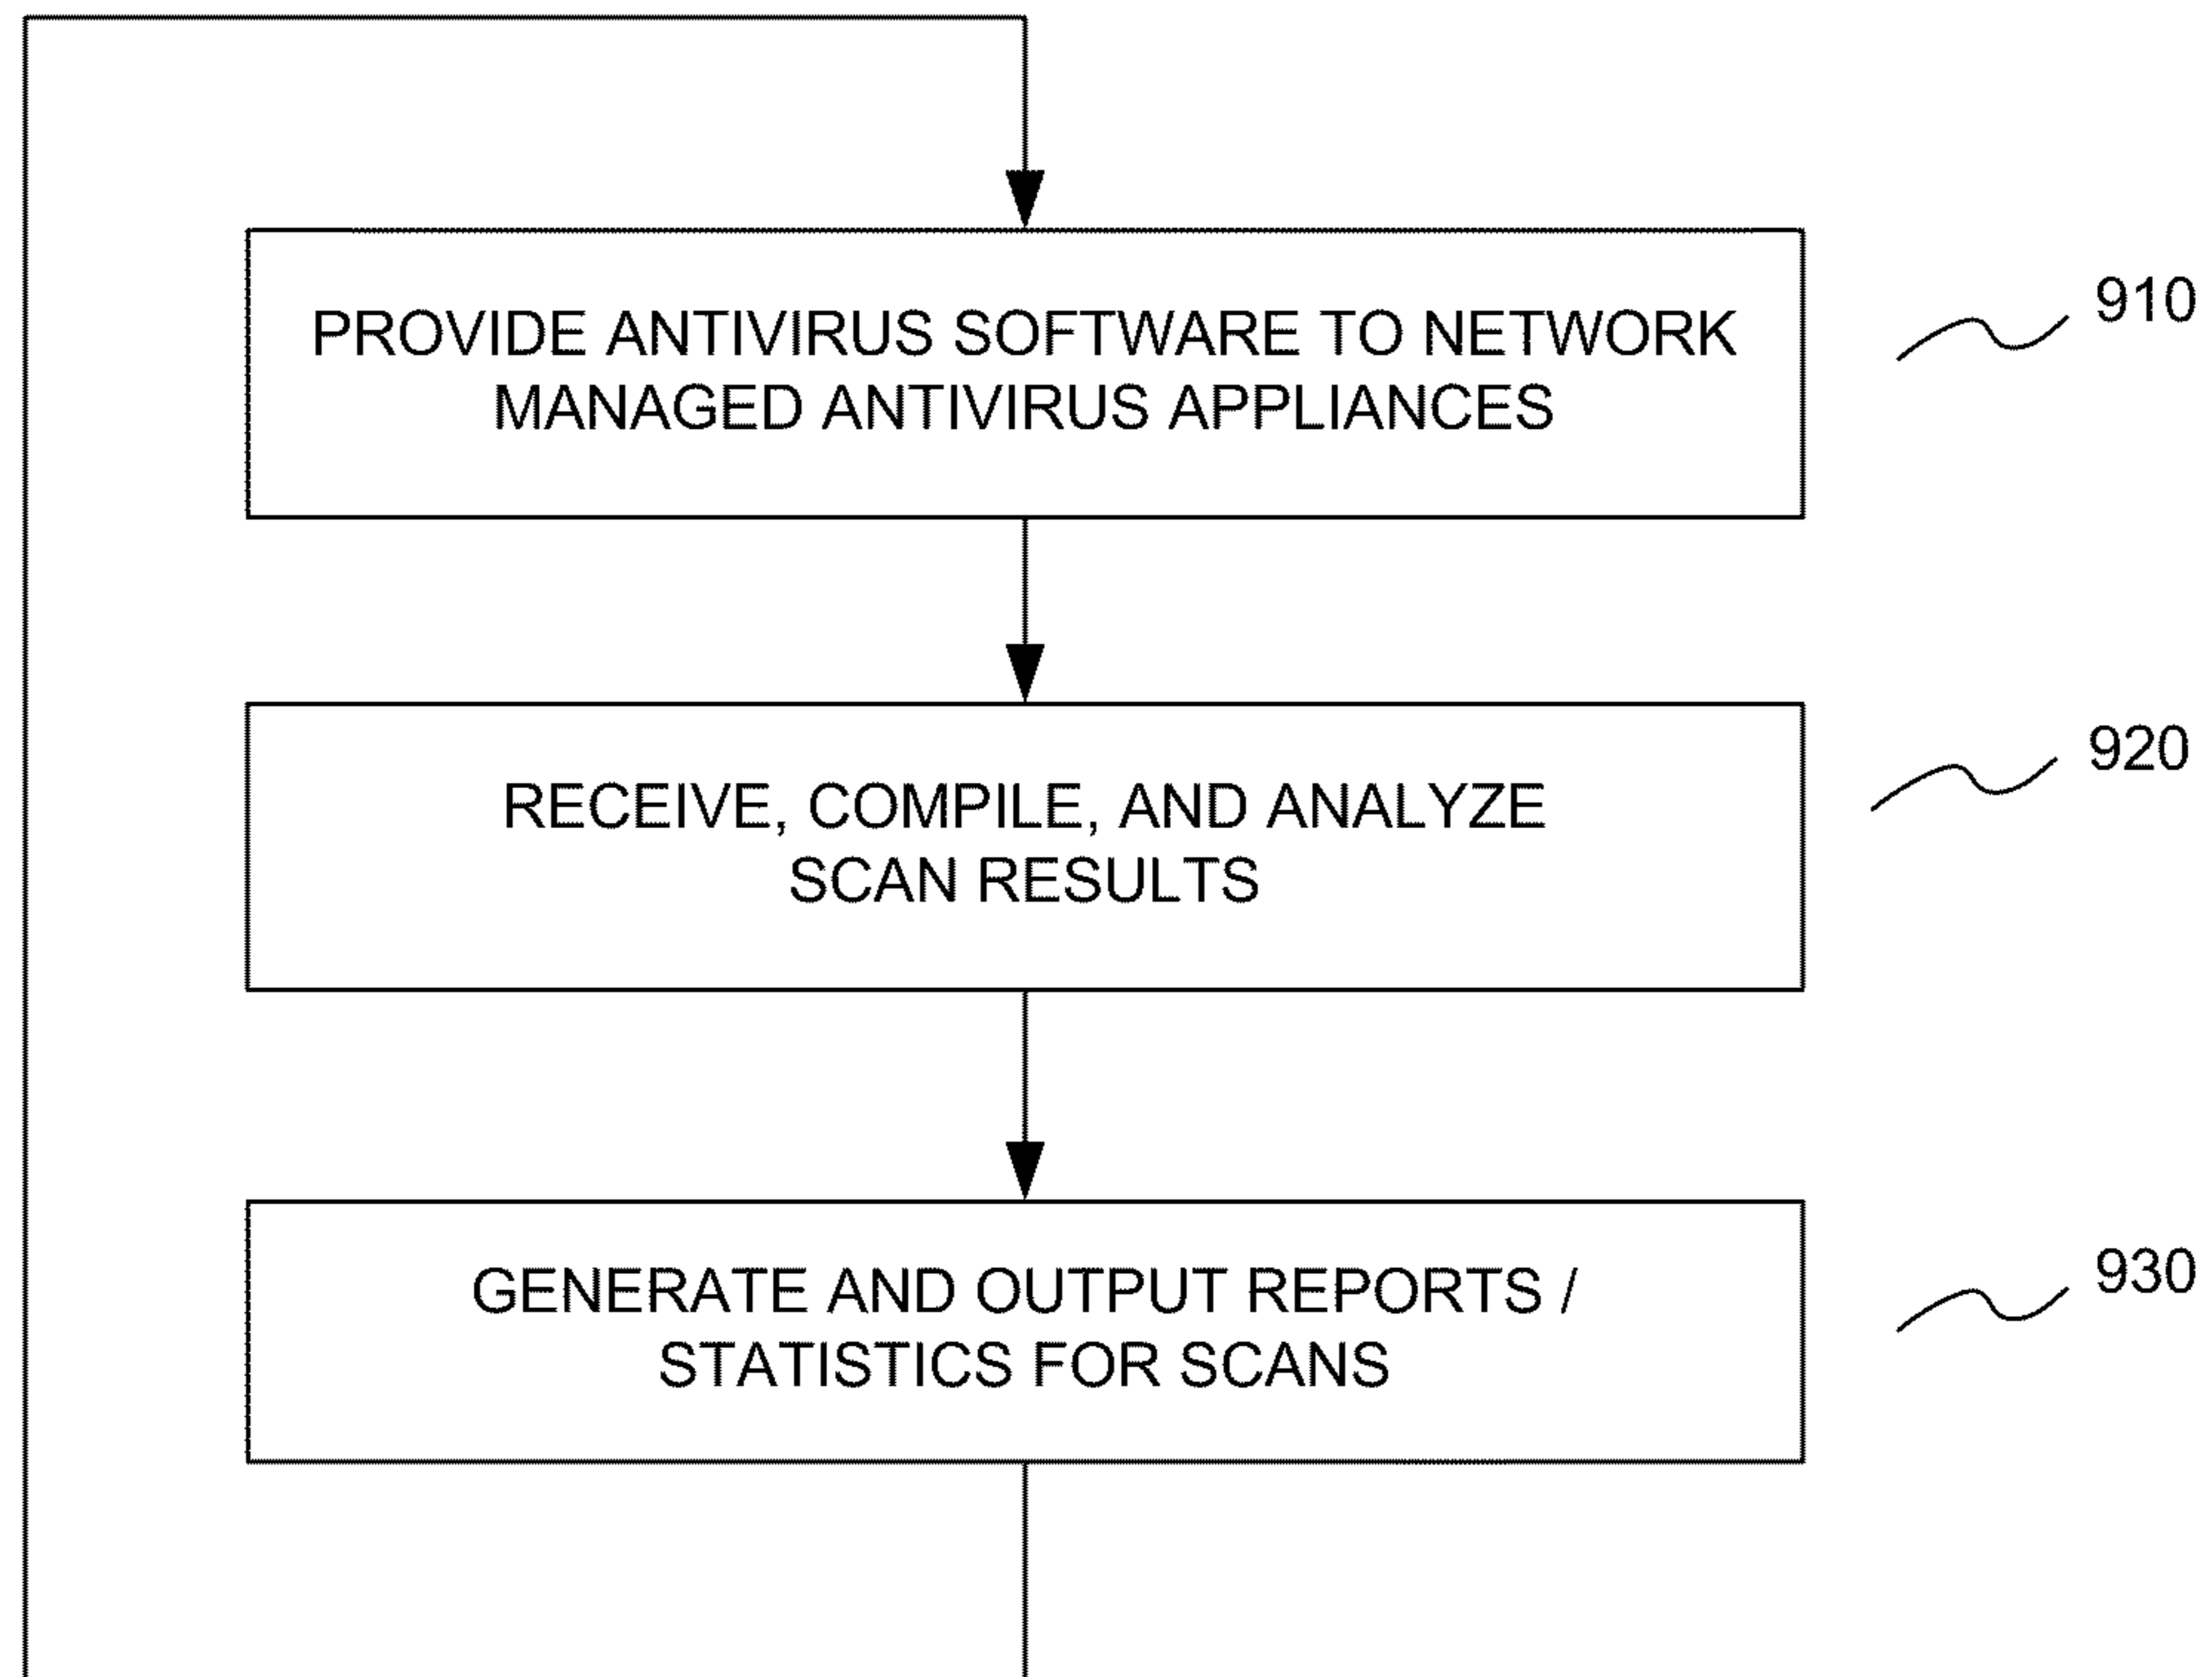 PROVIDE ANTIVIRUS SOFTWARE TO NETWORK
MANAGED ANTIVIRUS APPLIANCES
910
RECEIVE, COMPILE, AND ANALYZE
SCAN RESULTS
920
GENERATE AND OUTPUT REPORTS /
STATISTICS FOR SCANS
930